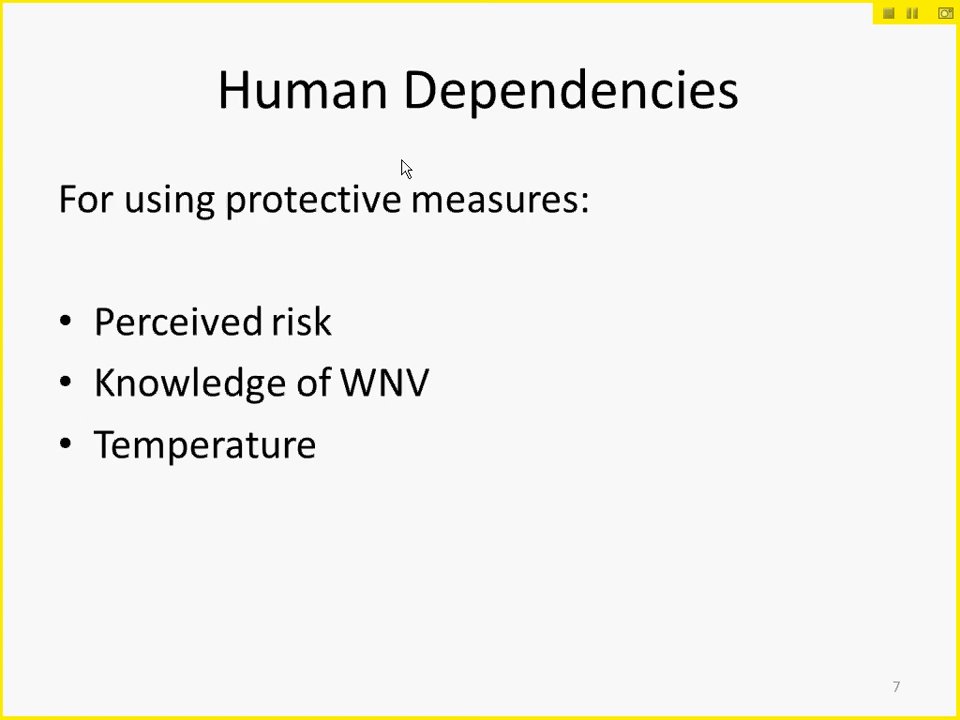 Human Dependencies
For using protective measures:
• Perceived risk
• Knowledge of WNV
• Temperature
7